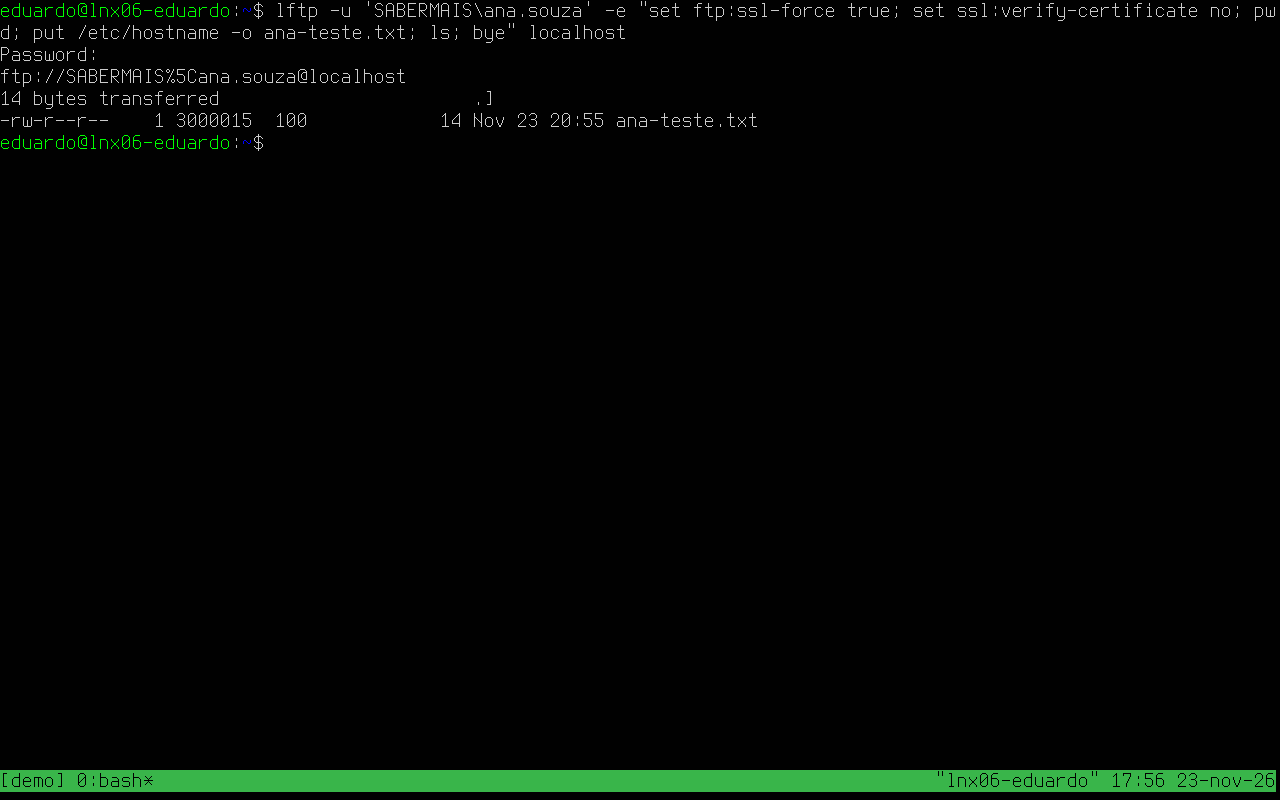 eduardo@lnx06-eduardo:~$ lftp -u 'SABERMAIS\ana.souza' -e "set ftp:ssl-force true; set ssl:verify-certificate no; pw
d; put /etc/hostname -o ana-teste.txt; ls; bye" localhost
Password:
ftp://SABERMAIS%5Cana.souza@localhost
14 bytes transferred                       .]
-rw-r--r--    1 3000015  100            14 Nov 23 20:55 ana-teste.txt
eduardo@lnx06-eduardo:~$
[demo] 0:bash* "lnx06-eduardo" 17:56 23-nov-26